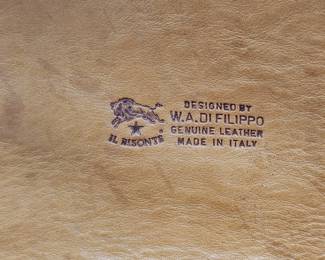 IL BISONTE
DESIGNED BY
W.A. DI FILIPPO
GENUINE LEATHER
MADE IN ITALY